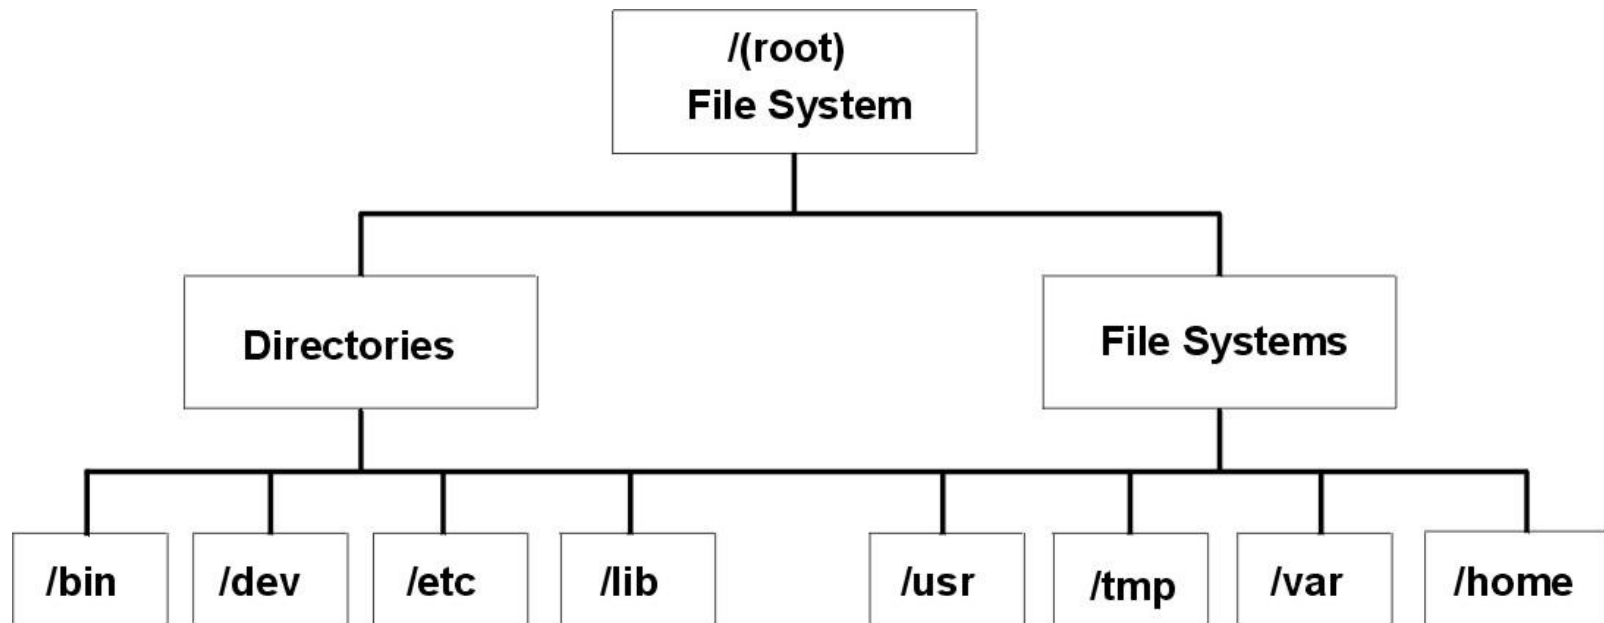 /(root)
File System
Directories
File Systems
/bin
/dev
/etc
/lib
/usr
/tmp
/var
/home